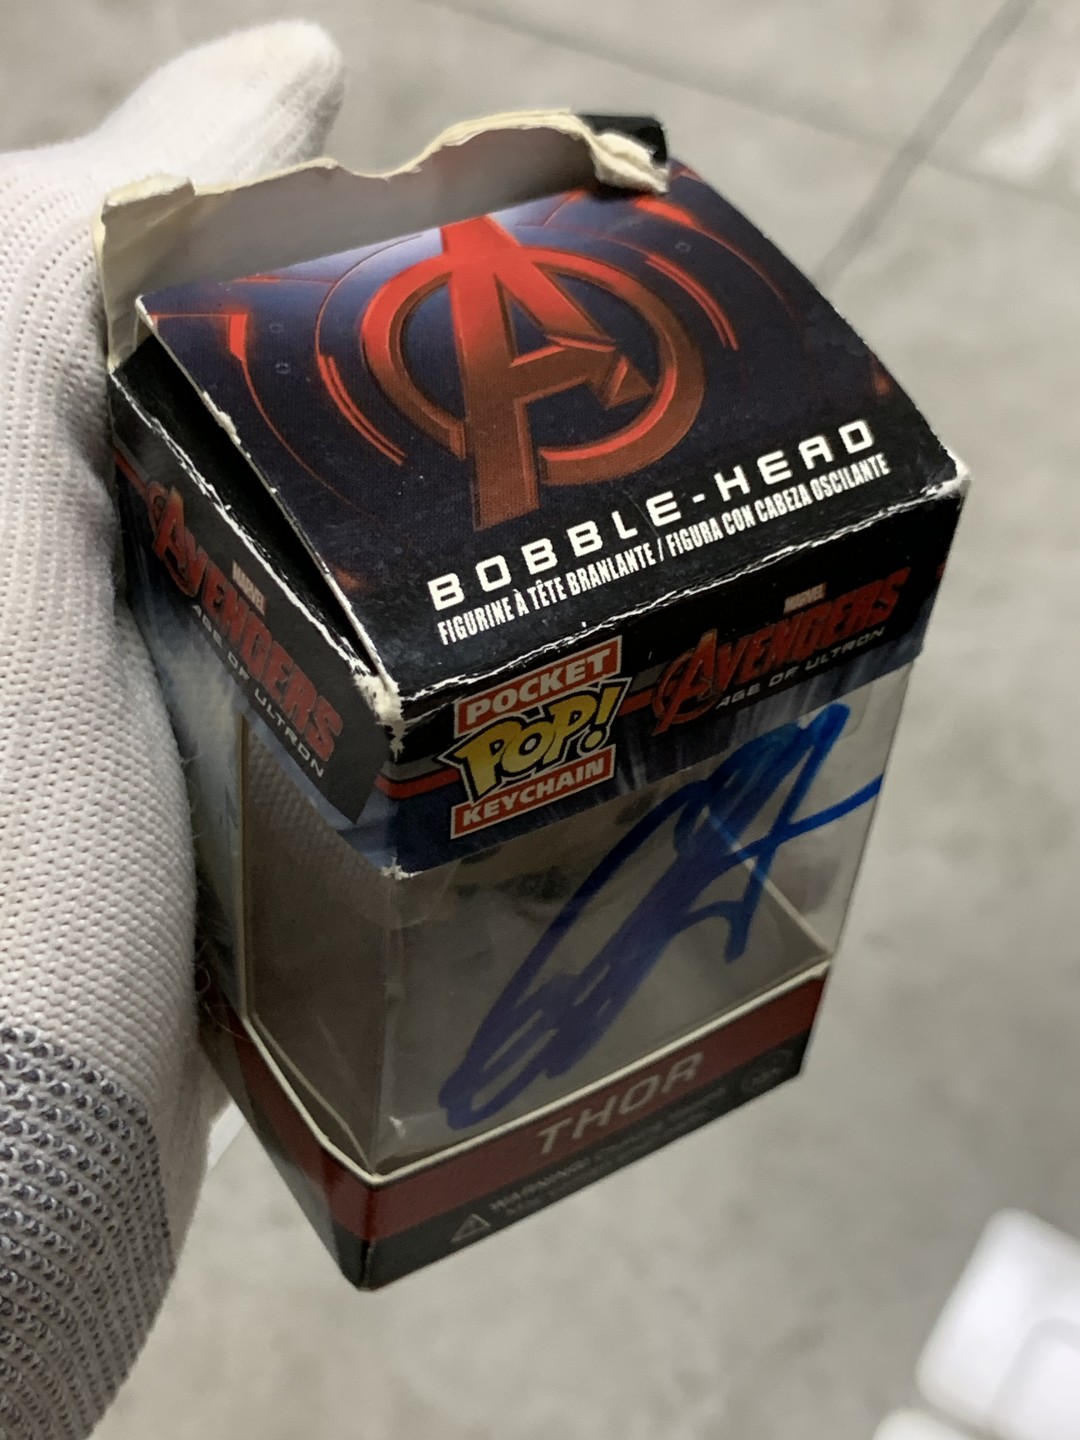 BOBBLE-HEAD
FIGURINE À TÊTE BRANLANTE / FIGURA CON CABEZA OSCILANTE
MARVEL
AVENGERS
AGE OF ULTRON
MARVEL
AVENGERS
AGE OF ULTRON
POCKET
POP!
KEYCHAIN
THOR
WARNING: